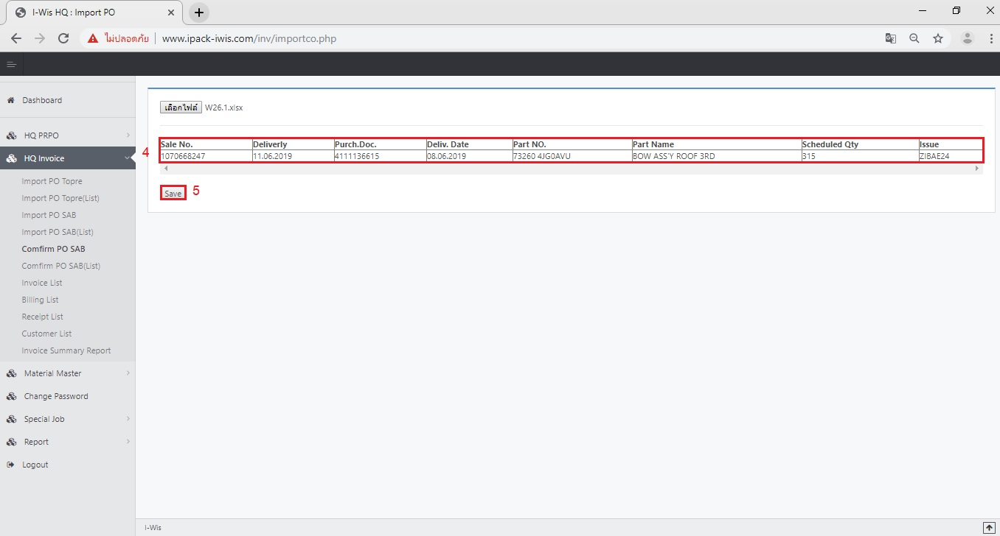 I-Wis HQ : Import PO
ไม่ปลอดภัย www.ipack-iwis.com/inv/importco.php
Dashboard
HQ PRPO
HQ Invoice
Import PO Topre
Import PO Topre(List)
Import PO SAB
Import PO SAB(List)
Comfirm PO SAB
Comfirm PO SAB(List)
Invoice List
Billing List
Receipt List
Customer List
Invoice Summary Report
Material Master
Change Password
Special Job
Report
Logout
เลือกไฟล์ W26.1.xlsx
Sale No. Deliverly Purch.Doc. Deliv. Date Part NO. Part Name Scheduled Qty Issue
4 1070668247 11.06.2019 4111136615 08.06.2019 73260 4JG0AVU BOW ASS'Y ROOF 3RD 315 ZIBAE24
Save 5
I-Wis